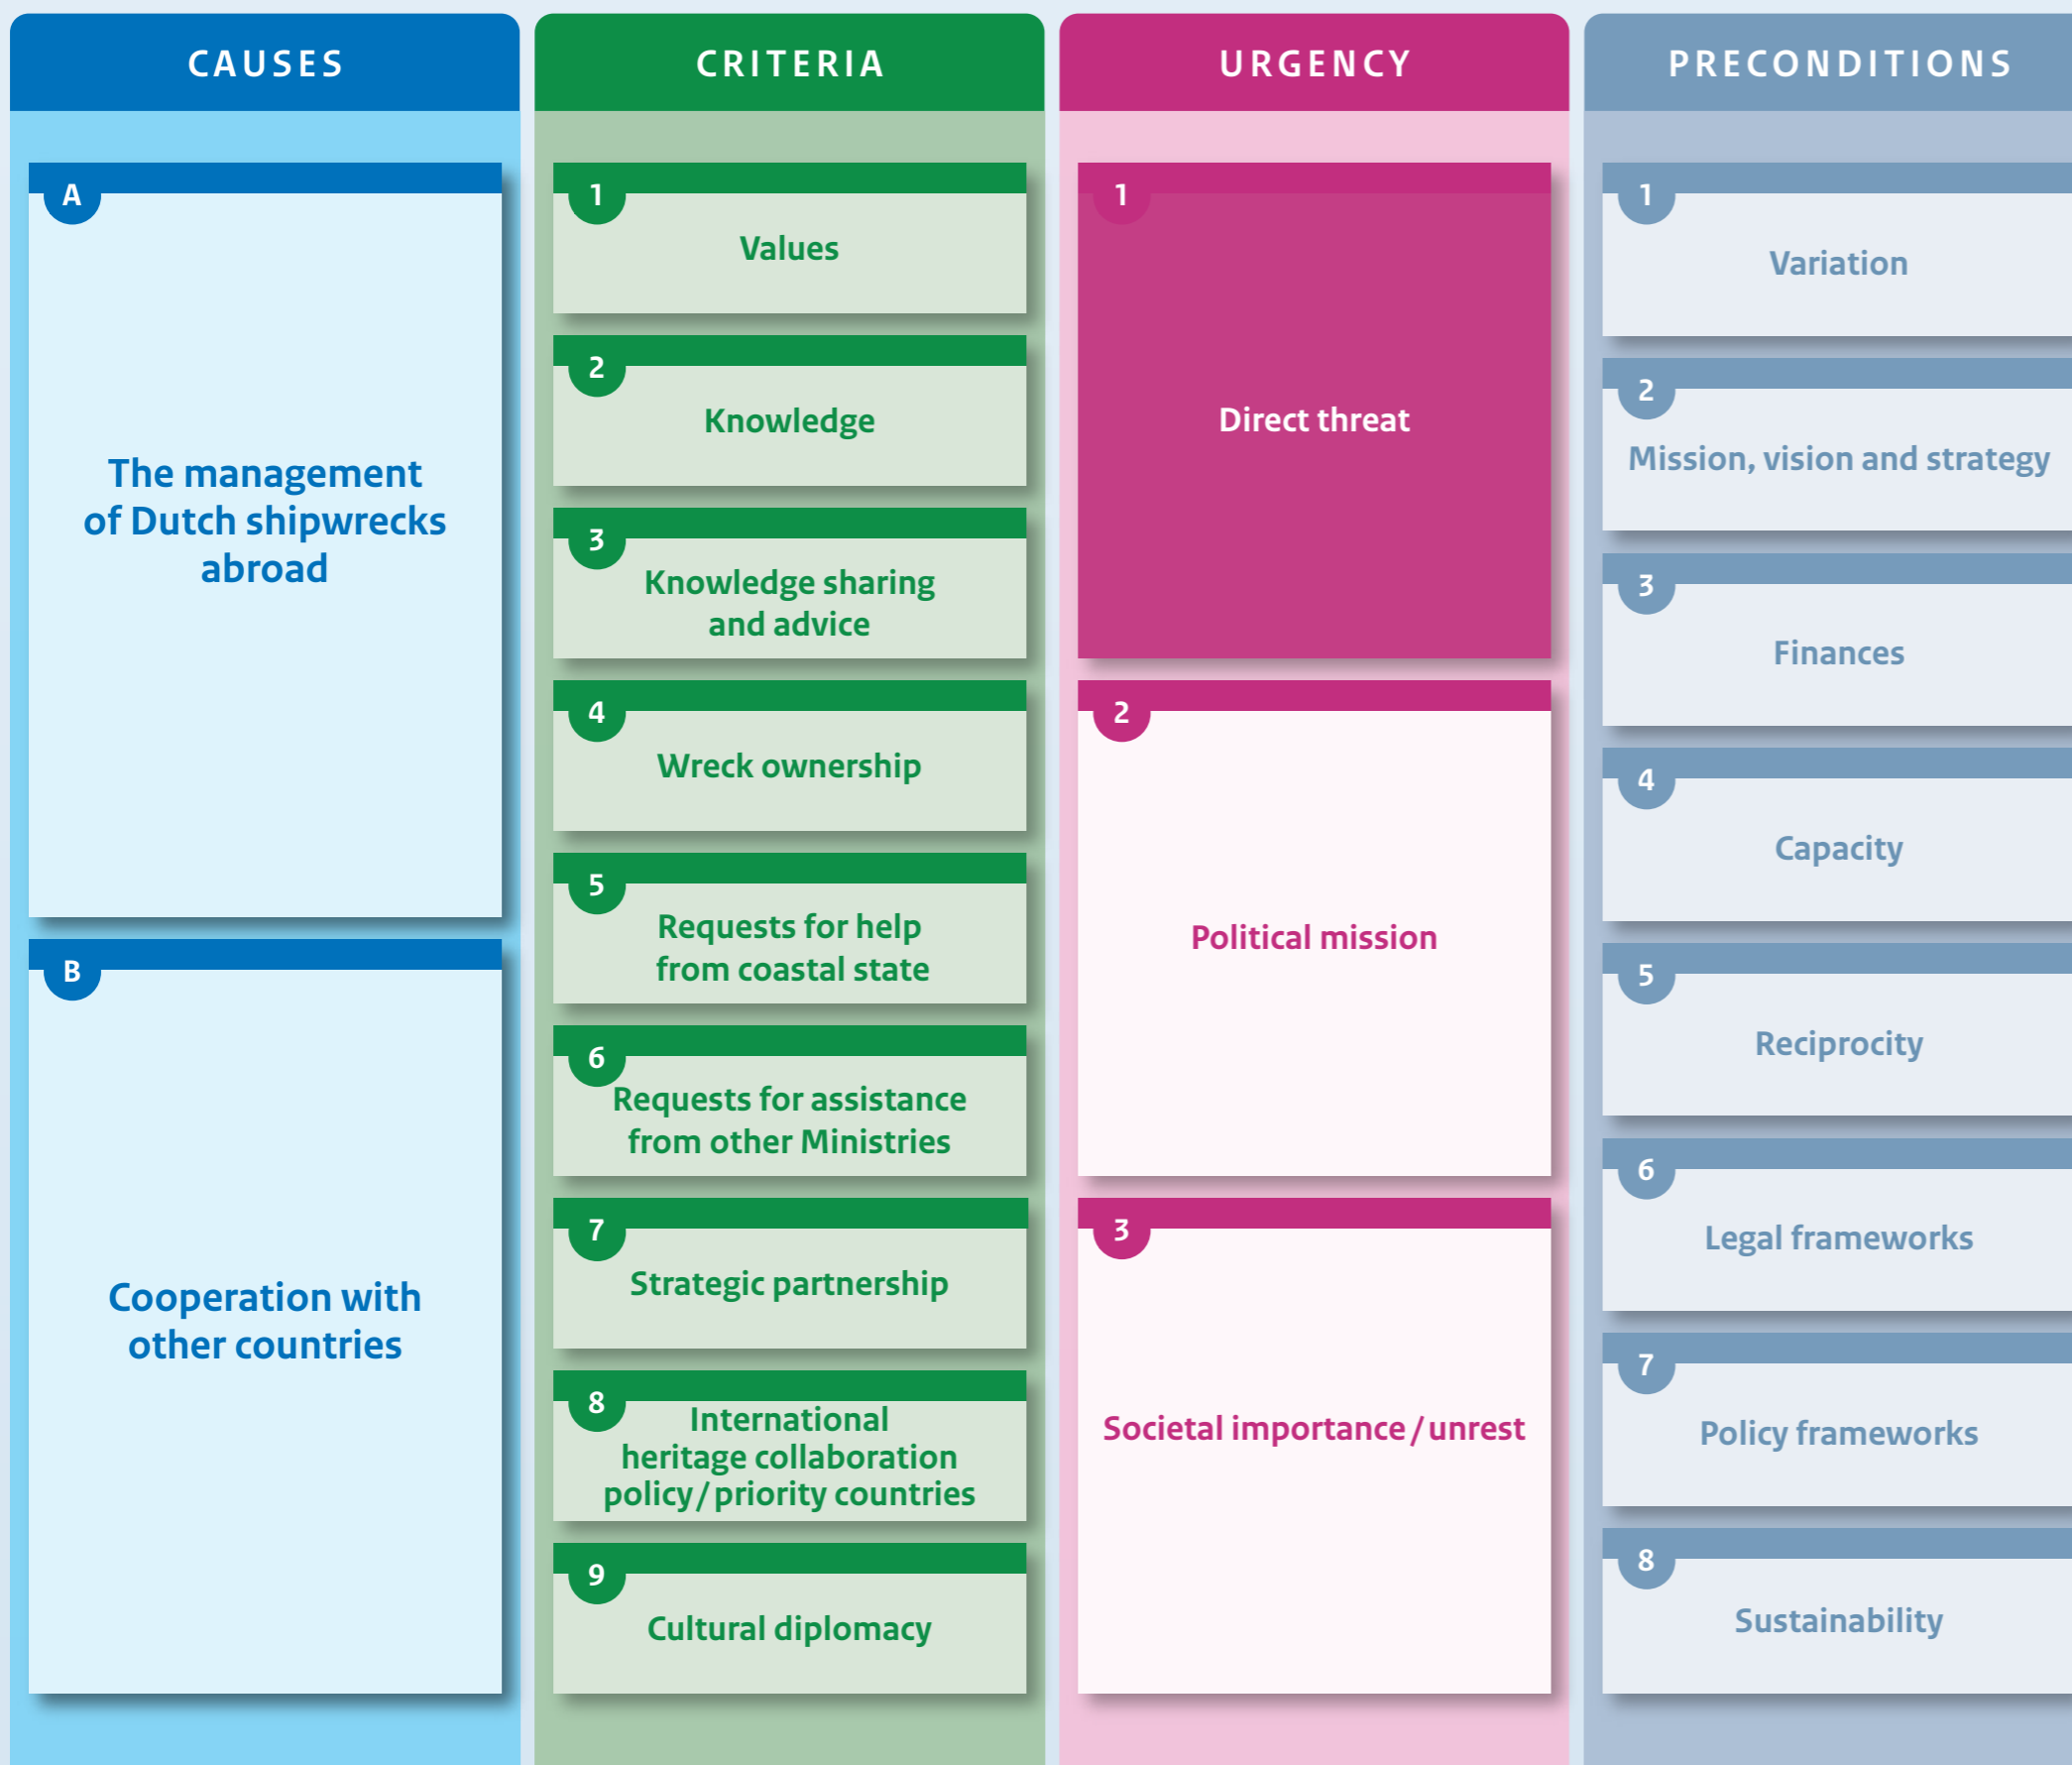 CAUSES
A
The management
of Dutch shipwrecks
abroad
B
Cooperation with
other countries
CRITERIA
1
Values
2
Knowledge
3
Knowledge sharing
and advice
4
Wreck ownership
5
Requests for help
from coastal state
6
Requests for assistance
from other Ministries
7
Strategic partnership
8
International
heritage collaboration
policy / priority countries
9
Cultural diplomacy
URGENCY
1
Direct threat
2
Political mission
3
Societal importance / unrest
PRECONDITIONS
1
Variation
2
Mission, vision and strategy
3
Finances
4
Capacity
5
Reciprocity
6
Legal frameworks
7
Policy frameworks
8
Sustainability